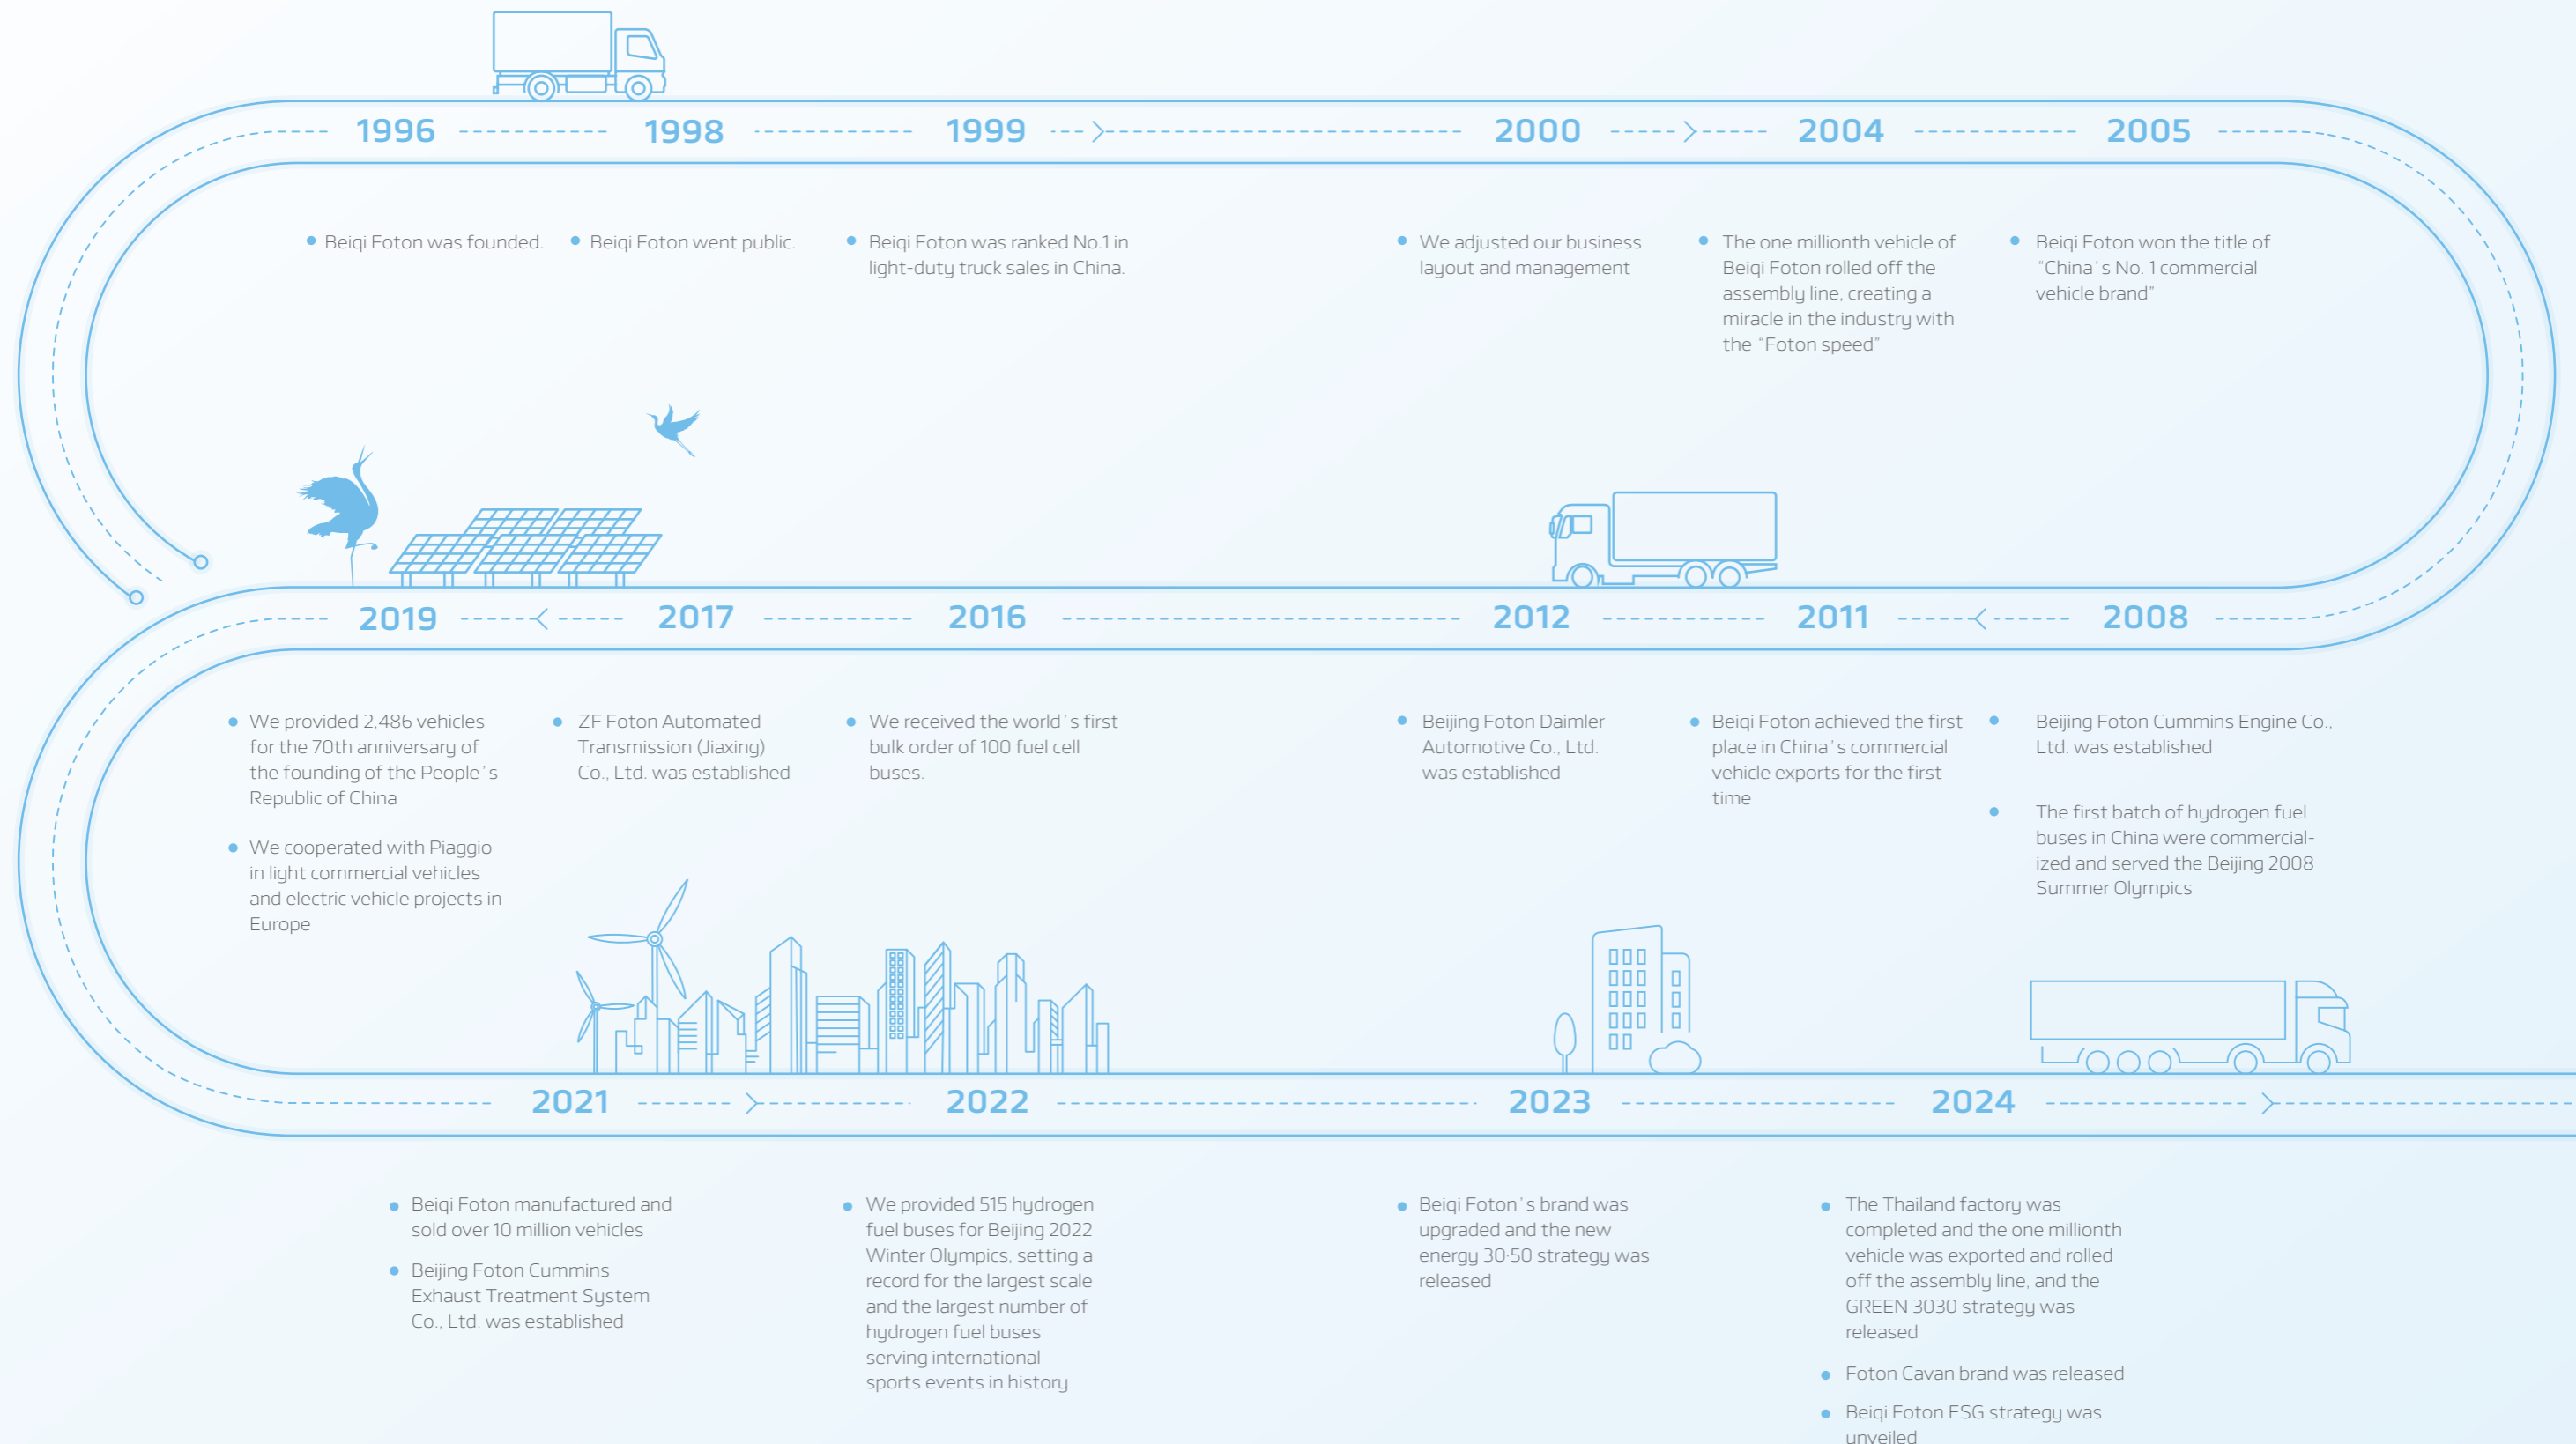 1996
1998
1999
2000
2004
2005
Beiqi Foton was founded.
Beiqi Foton went public.
Beiqi Foton was ranked No.1 in
light-duty truck sales in China.
We adjusted our business
layout and management
The one millionth vehicle of
Beiqi Foton rolled off the
assembly line, creating a
miracle in the industry with
the “Foton speed”
Beiqi Foton won the title of
“China's No. 1 commercial
vehicle brand”
2019
2017
2016
2012
2011
2008
We provided 2,486 vehicles
for the 70th anniversary of
the founding of the People's
Republic of China
We cooperated with Piaggio
in light commercial vehicles
and electric vehicle projects in
Europe
ZF Foton Automated
Transmission (Jiaxing)
Co., Ltd. was established
We received the world's first
bulk order of 100 fuel cell
buses.
Beijing Foton Daimler
Automotive Co., Ltd.
was established
Beiqi Foton achieved the first
place in China's commercial
vehicle exports for the first
time
Beijing Foton Cummins Engine Co.,
Ltd. was established
The first batch of hydrogen fuel
buses in China were commercial-
ized and served the Beijing 2008
Summer Olympics
2021
2022
2023
2024
Beiqi Foton manufactured and
sold over 10 million vehicles
Beijing Foton Cummins
Exhaust Treatment System
Co., Ltd. was established
We provided 515 hydrogen
fuel buses for Beijing 2022
Winter Olympics, setting a
record for the largest scale
and the largest number of
hydrogen fuel buses
serving international
sports events in history
Beiqi Foton's brand was
upgraded and the new
energy 30·50 strategy was
released
The Thailand factory was
completed and the one millionth
vehicle was exported and rolled
off the assembly line, and the
GREEN 3030 strategy was
released
Foton Cavan brand was released
Beiqi Foton ESG strategy was
unveiled